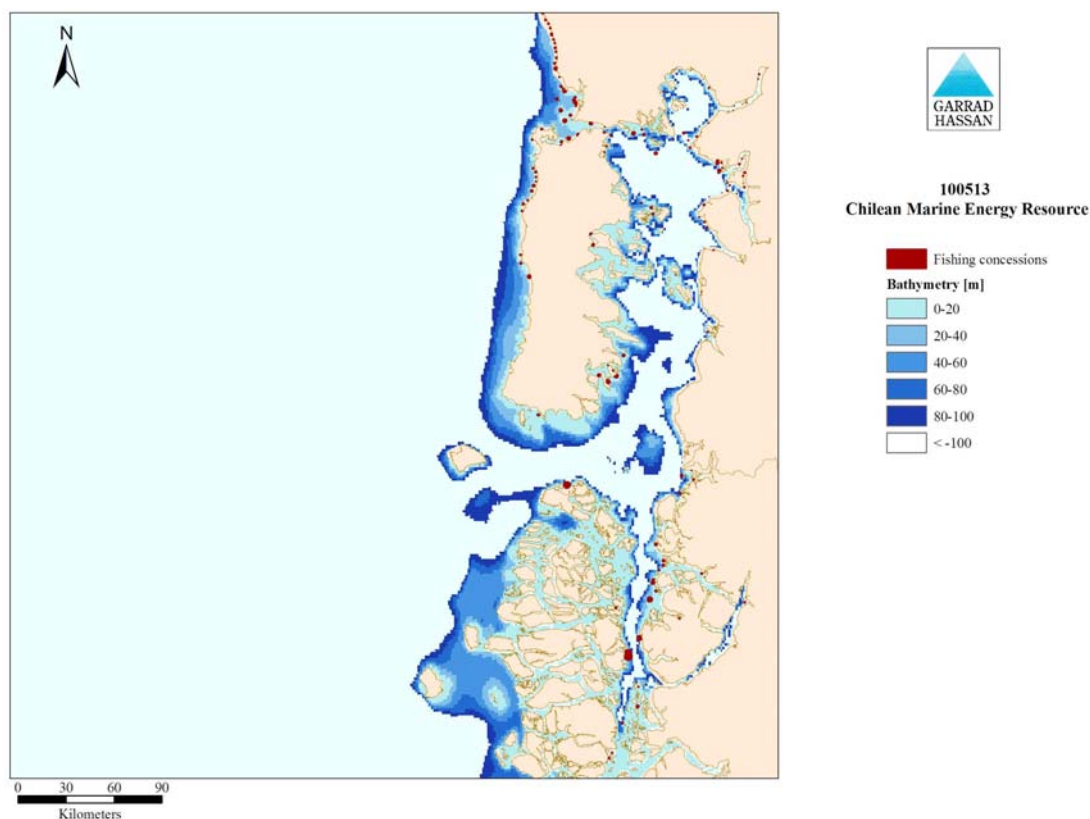 N
GARRAD
HASSAN
100513
Chilean Marine Energy Resource
Fishing concessions
Bathymetry [m]
0-20
20-40
40-60
60-80
80-100
< -100
0 30 60 90
Kilometers